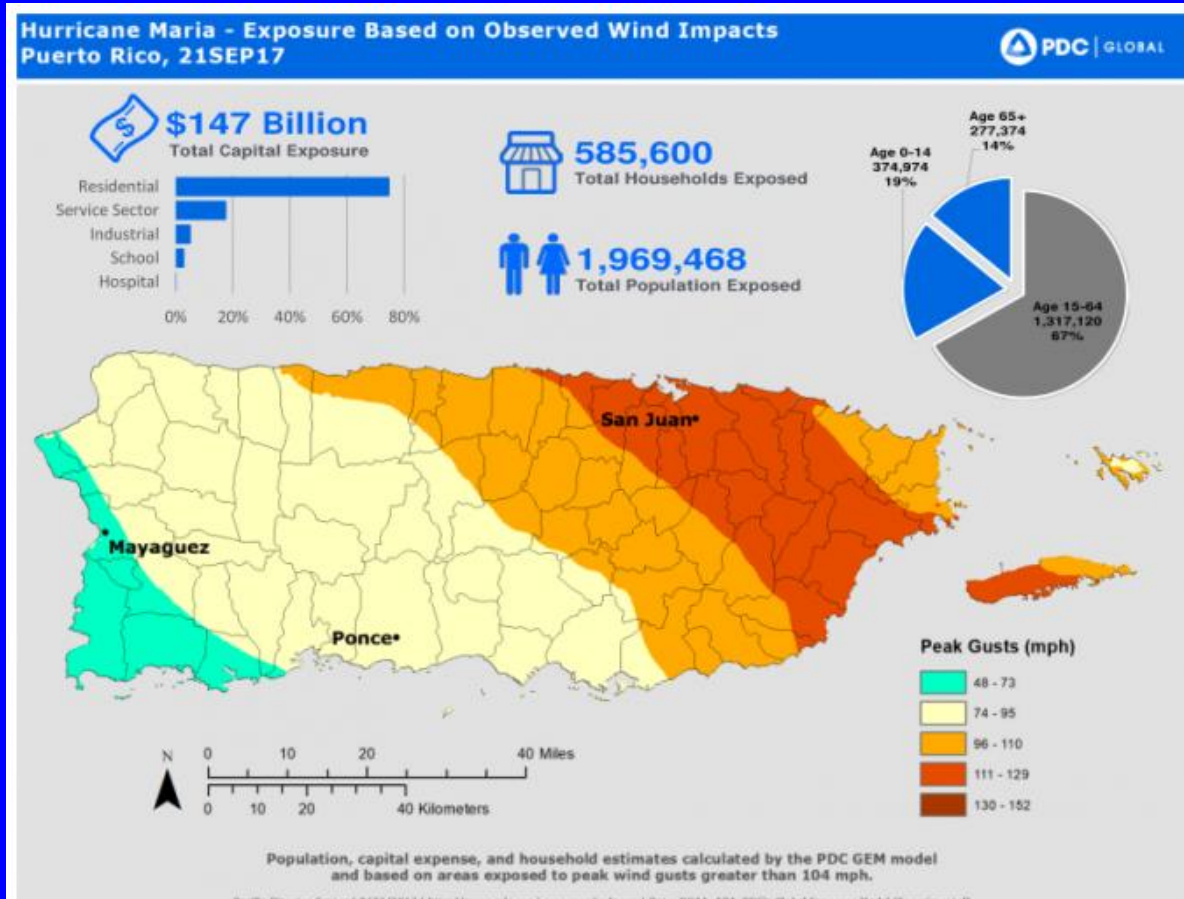 Hurricane Maria - Exposure Based on Observed Wind Impacts
Puerto Rico, 21SEP17
PDC | GLOBAL
$147 Billion
Total Capital Exposure
Residential
Service Sector
Industrial
School
Hospital
0% 20% 40% 60% 80%
585,600
Total Households Exposed
1,969,468
Total Population Exposed
Age 65+
277,374
14%
Age 0-14
374,974
19%
Age 15-64
1,317,120
67%
San Juan
Mayaguez
Ponce
Peak Gusts (mph)
48 - 73
74 - 95
96 - 110
111 - 129
130 - 152
N
0 10 20 40 Miles
0 10 20 40 Kilometers
Population, capital expense, and household estimates calculated by the PDC GEM model
and based on areas exposed to peak wind gusts greater than 104 mph.